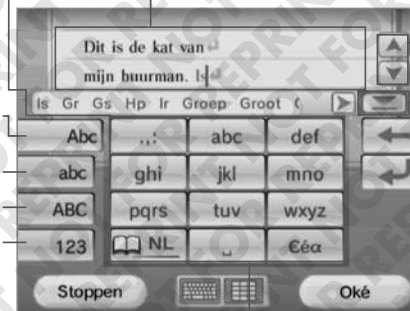 Dit is de kat van
mijn buurman. Is
Is Gr Gs Hp Ir Groep Groot
Abc .,: abc def
abc ghi jkl mno
ABC pqrs tuv wxyz
123 NL ␣ €éα
Stoppen Oké